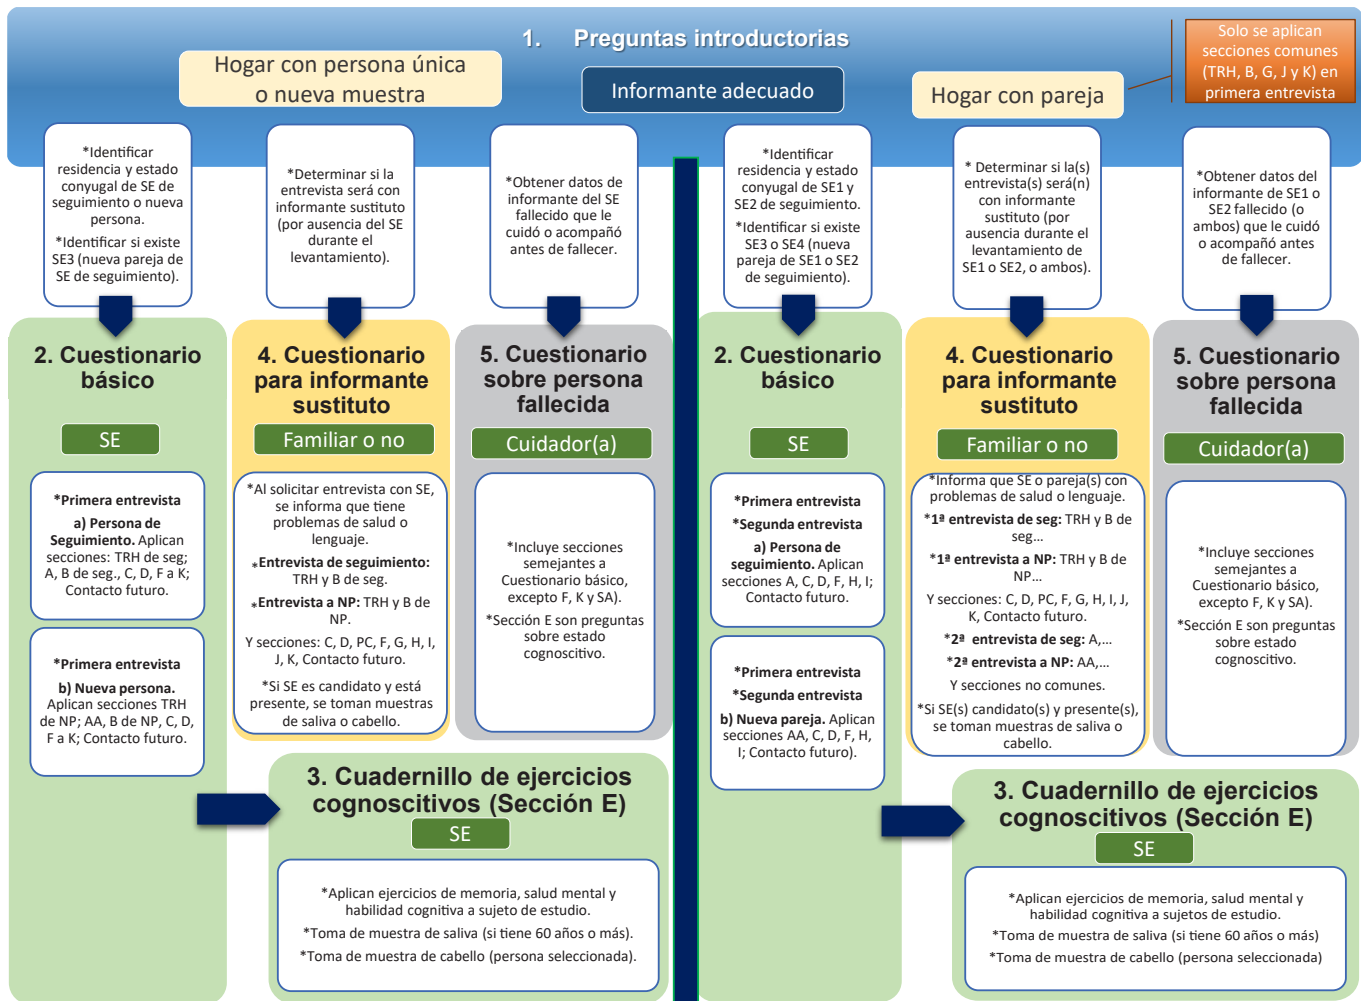 1. Preguntas introductorias
Hogar con persona única
o nueva muestra
Informante adecuado
Hogar con pareja
Solo se aplican
secciones comunes
(TRH, B, G, J y K) en
primera entrevista
*Identificar
residencia y estado
conyugal de SE de
seguimiento o nueva
persona.
*Identificar si existe
SE3 (nueva pareja de
SE de seguimiento).
*Determinar si la
entrevista será con
informante sustituto
(por ausencia del SE
durante el
levantamiento).
*Obtener datos de
informante del SE
fallecido que le
cuidó o acompañó
antes de fallecer.
*Identificar
residencia y estado
conyugal de SE1 y
SE2 de seguimiento.
*Identificar si existe
SE3 o SE4 (nueva
pareja de SE1 o SE2
de seguimiento).
* Determinar si la(s)
entrevista(s) será(n)
con informante
sustituto (por
ausencia durante el
levantamiento de
SE1 o SE2, o ambos).
*Obtener datos del
informante de SE1 o
SE2 fallecido (o
ambos) que le cuidó
o acompañó antes
de fallecer.
2. Cuestionario
básico
SE
*Primera entrevista
a) Persona de
Seguimiento. Aplican
secciones: TRH de seg;
A, B de seg., C, D, F a K;
Contacto futuro.
*Primera entrevista
b) Nueva persona.
Aplican secciones TRH
de NP; AA, B de NP, C, D,
F a K; Contacto futuro.
4. Cuestionario
para informante
sustituto
Familiar o no
*Al solicitar entrevista con SE,
se informa que tiene
problemas de salud o
lenguaje.
*Entrevista de seguimiento:
TRH y B de seg.
*Entrevista a NP: TRH y B de
NP.
Y secciones: C, D, PC, F, G, H, I,
J, K, Contacto futuro.
*Si SE es candidato y está
presente, se toman muestras
de saliva o cabello.
5. Cuestionario
sobre persona
fallecida
Cuidador(a)
*Incluye secciones
semejantes a
Cuestionario básico,
excepto F, K y SA).
*Sección E son preguntas
sobre estado
cognoscitivo.
3. Cuadernillo de ejercicios
cognoscitivos (Sección E)
SE
*Aplican ejercicios de memoria, salud mental y
habilidad cognitiva a sujeto de estudio.
*Toma de muestra de saliva (si tiene 60 años o más).
*Toma de muestra de cabello (persona seleccionada).
2. Cuestionario
básico
SE
*Primera entrevista
*Segunda entrevista
a) Persona de
seguimiento. Aplican
secciones A, C, D, F, H, I;
Contacto futuro.
*Primera entrevista
*Segunda entrevista
b) Nueva pareja. Aplican
secciones AA, C, D, F, H,
I; Contacto futuro).
4. Cuestionario
para informante
sustituto
Familiar o no
*Informa que SE o pareja(s) con
problemas de salud o lenguaje.
*1ª entrevista de seg: TRH y B de
seg...
*1ª entrevista a NP: TRH y B de
NP...
Y secciones: C, D, PC, F, G, H, I, J,
K, Contacto futuro.
*2ª entrevista de seg: A,...
*2ª entrevista a NP: AA,...
Y secciones no comunes.
*Si SE(s) candidato(s) y presente(s),
se toman muestras de saliva o
cabello.
5. Cuestionario
sobre persona
fallecida
Cuidador(a)
*Incluye secciones
semejantes a
Cuestionario básico,
excepto F, K y SA).
*Sección E son preguntas
sobre estado
cognoscitivo.
3. Cuadernillo de ejercicios
cognoscitivos (Sección E)
SE
*Aplican ejercicios de memoria, salud mental y
habilidad cognitiva a sujetos de estudio.
*Toma de muestra de saliva (si tiene 60 años o más)
*Toma de muestra de cabello (persona seleccionada)